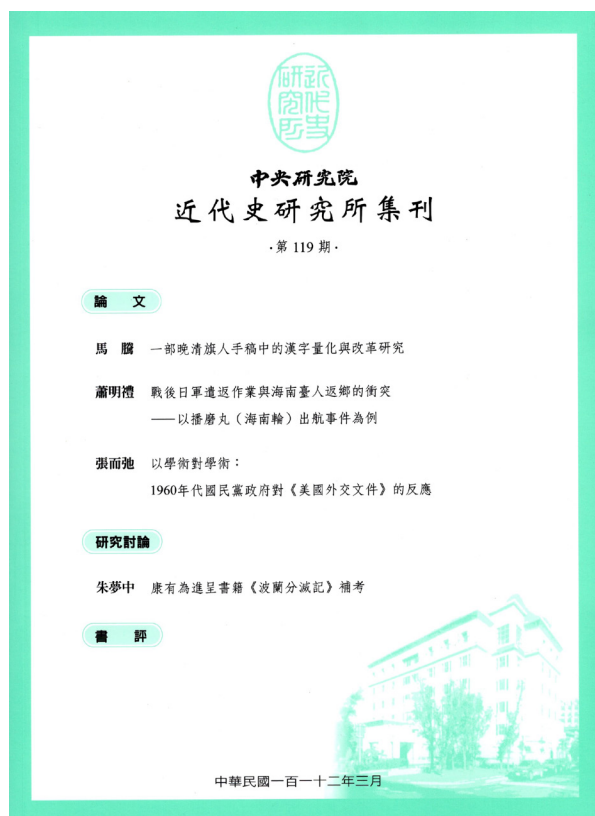 近代史
研究所
中央研究院
近代史研究所集刊
·第 119 期·
論 文
馬 騰 一部晚清旗人手稿中的漢字量化與改革研究
蕭明禮 戰後日軍遣返作業與海南臺人返鄉的衝突
——以播磨丸(海南輪)出航事件為例
張而弛 以學術對學術：
1960年代國民黨政府對《美國外交文件》的反應
研究討論
朱夢中 康有為進呈書籍《波蘭分滅記》補考
書 評
中華民國一百一十二年三月